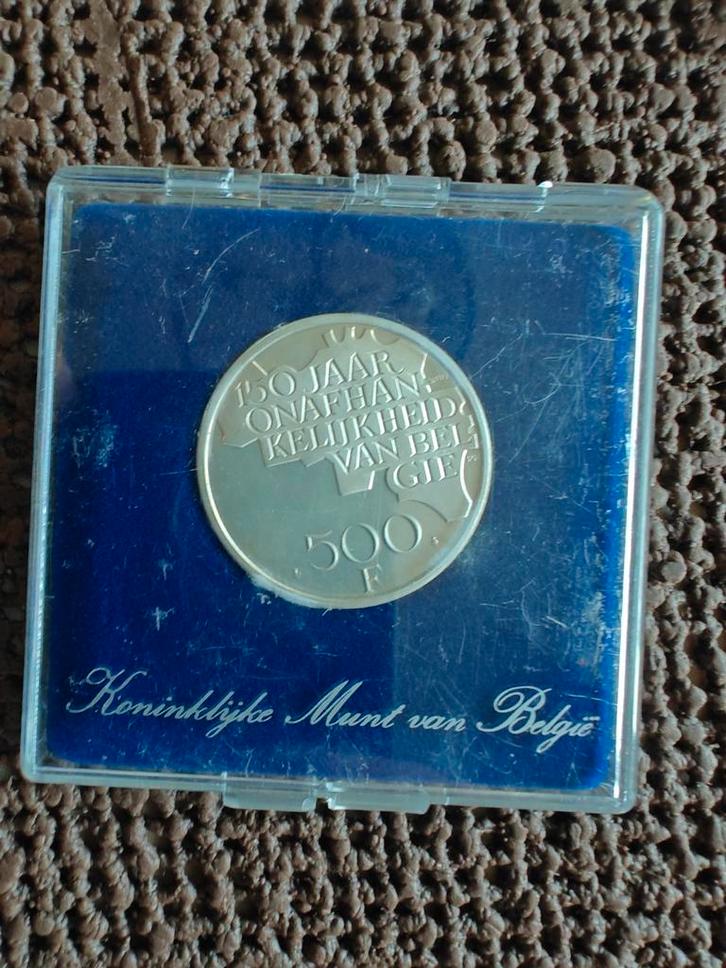 150 JAAR
ONAFHAN
KELIJKHEID
VAN BEL
GIE
500
F
Koninklijke Munt van België